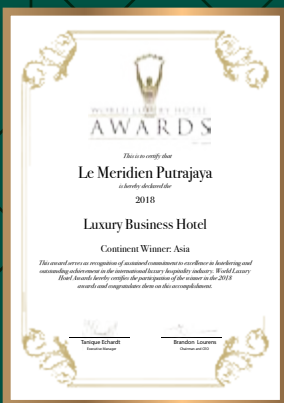 WORLD LUXURY HOTEL
AWARDS
This is to certify that
Le Meridien Putrajaya
is hereby declared the
2018
Luxury Business Hotel
Continent Winner: Asia
This award serves as recognition of sustained commitment to excellence in hoteliering and
outstanding achievement in the international luxury hospitality industry. World Luxury
Hotel Awards hereby certifies the participation of the winner in the 2018
awards and congratulates them on this accomplishment.
Tanique Echardt
Executive Manager
Brandon Lourens
Chairman and CEO